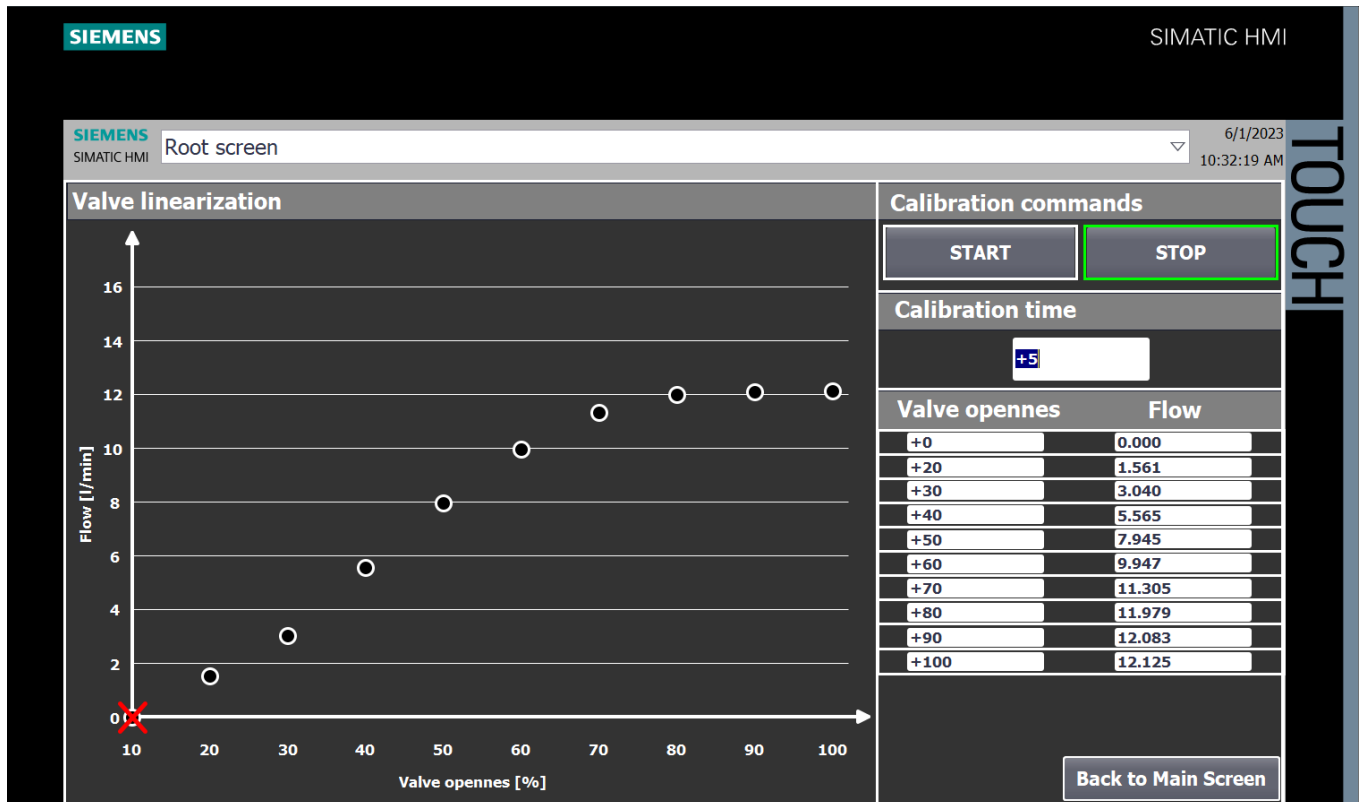 SIEMENS
SIMATIC HMI
TOUCH
SIEMENS
SIMATIC HMI
Root screen
6/1/2023
10:32:19 AM
Valve linearization
16
14
12
10
8
6
4
2
0
Flow [l/min]
10 20 30 40 50 60 70 80 90 100
Valve opennes [%]
Calibration commands
START STOP
Calibration time
+5
Valve opennes Flow
+0 0.000
+20 1.561
+30 3.040
+40 5.565
+50 7.945
+60 9.947
+70 11.305
+80 11.979
+90 12.083
+100 12.125
Back to Main Screen